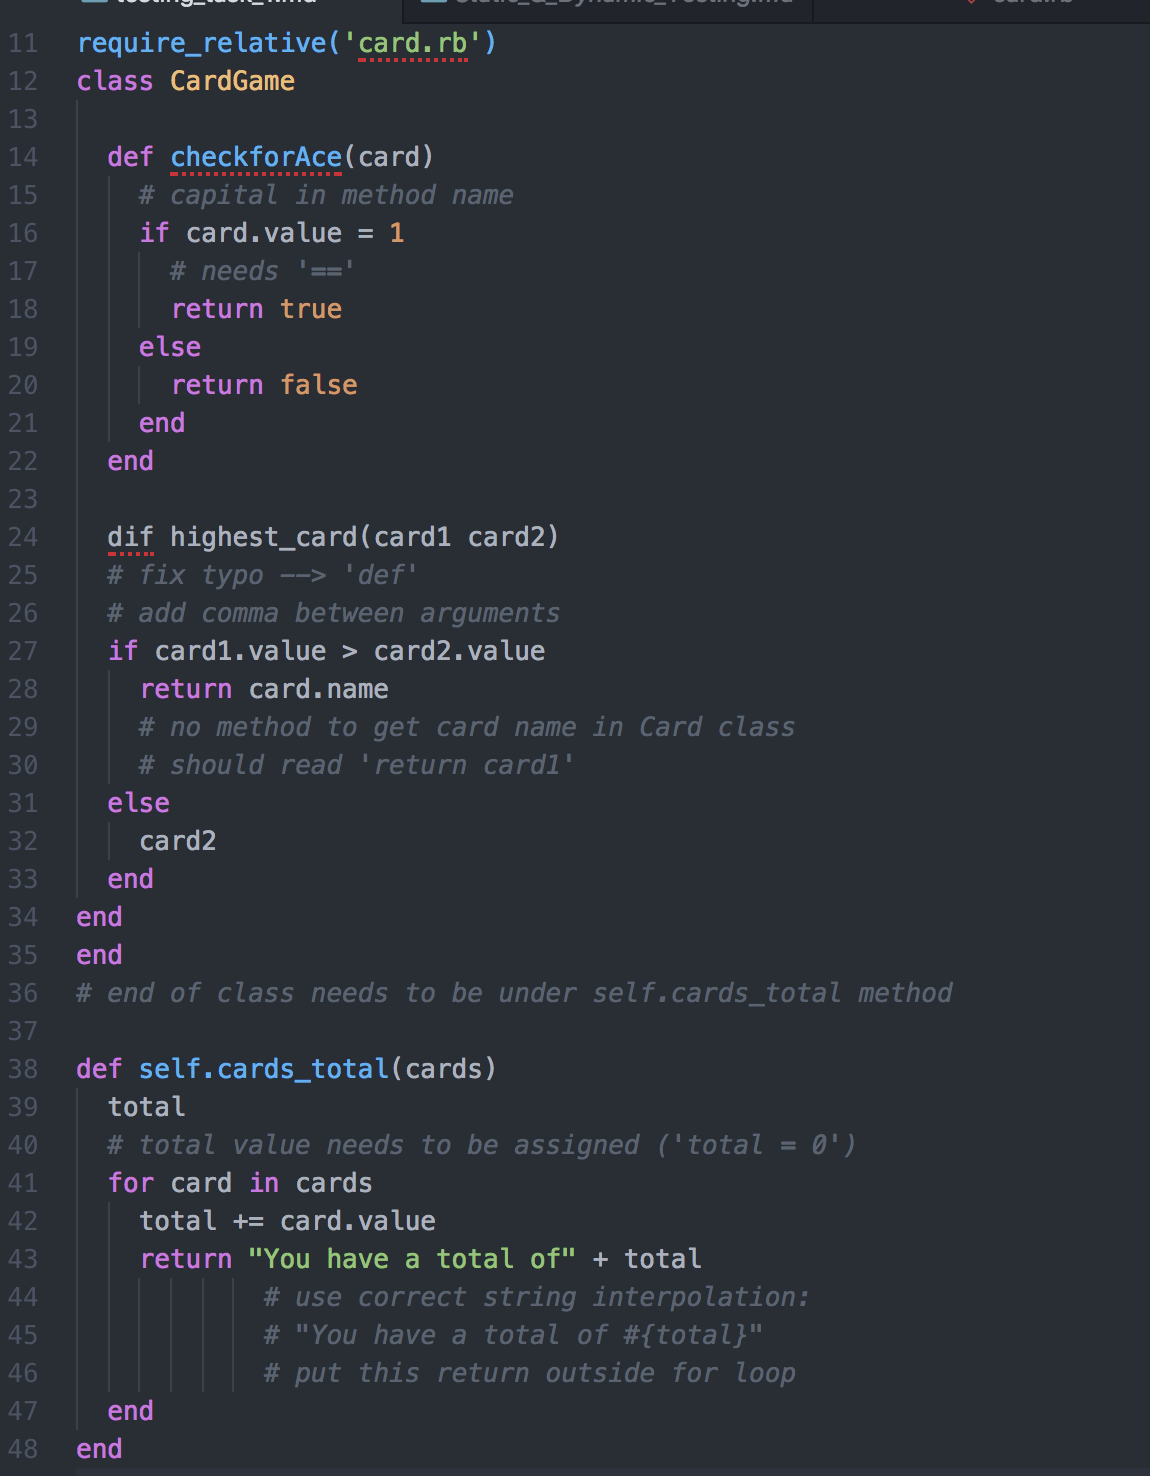 11 require_relative('card.rb')
12 class CardGame
13
14   def checkforAce(card)
15     # capital in method name
16     if card.value = 1
17       # needs '=='
18       return true
19     else
20       return false
21     end
22   end
23
24   dif highest_card(card1 card2)
25   # fix typo --> 'def'
26   # add comma between arguments
27   if card1.value > card2.value
28     return card.name
29     # no method to get card name in Card class
30     # should read 'return card1'
31   else
32     card2
33   end
34 end
35 end
36 # end of class needs to be under self.cards_total method
37
38 def self.cards_total(cards)
39   total
40   # total value needs to be assigned ('total = 0')
41   for card in cards
42     total += card.value
43     return "You have a total of" + total
44             # use correct string interpolation:
45             # "You have a total of #{total}"
46             # put this return outside for loop
47   end
48 end